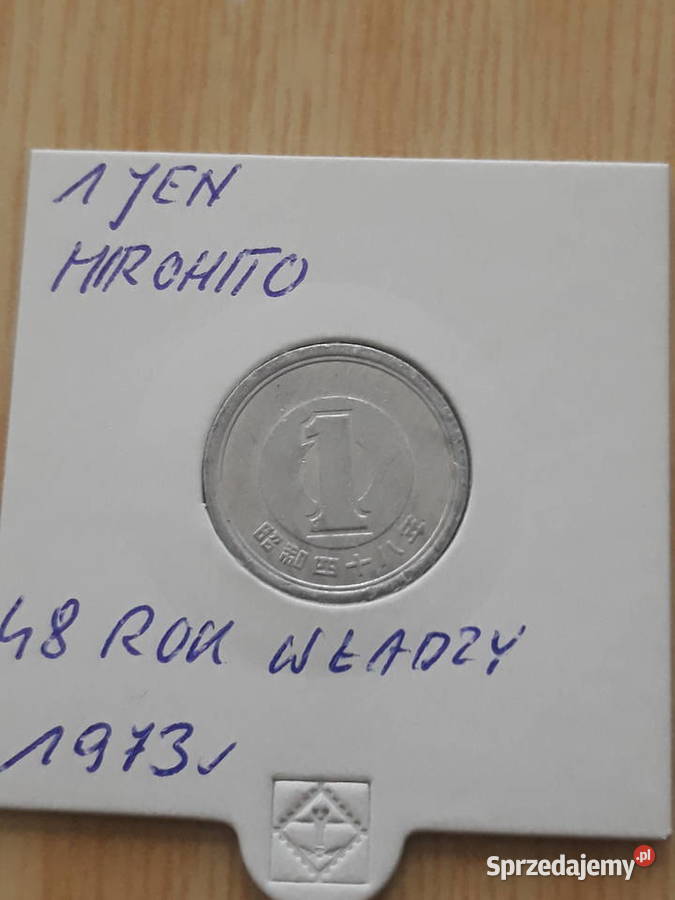 1 JEN
HIROHITO
1
昭和四十八年
48 ROK WŁADZY
1973r
Sprzedajemy.pl